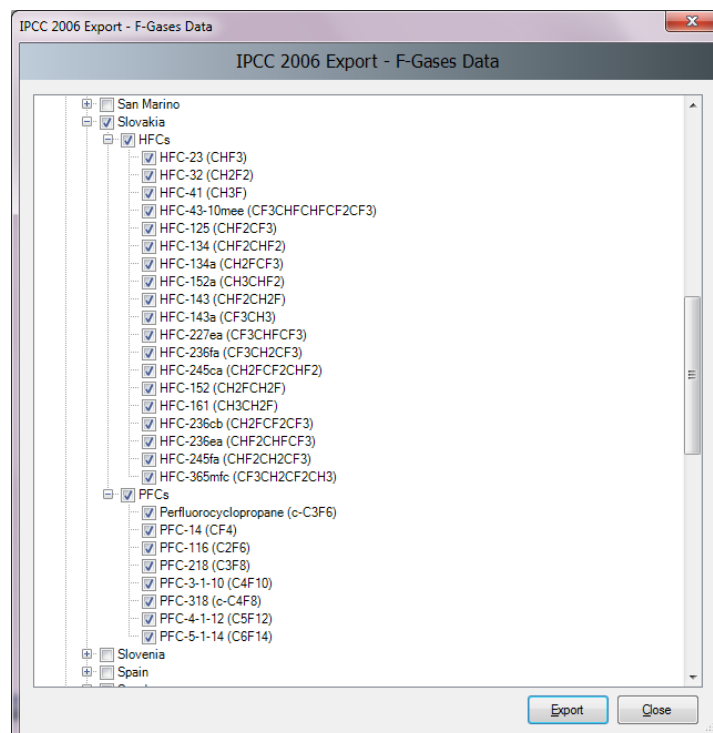 IPCC 2006 Export - F-Gases Data
IPCC 2006 Export - F-Gases Data
San Marino
Slovakia
HFCs
HFC-23 (CHF3)
HFC-32 (CH2F2)
HFC-41 (CH3F)
HFC-43-10mee (CF3CHFCHFCF2CF3)
HFC-125 (CHF2CF3)
HFC-134 (CHF2CHF2)
HFC-134a (CH2FCF3)
HFC-152a (CH3CHF2)
HFC-143 (CHF2CH2F)
HFC-143a (CF3CH3)
HFC-227ea (CF3CHFCF3)
HFC-236fa (CF3CH2CF3)
HFC-245ca (CH2FCF2CHF2)
HFC-152 (CH2FCH2F)
HFC-161 (CH3CH2F)
HFC-236cb (CH2FCF2CF3)
HFC-236ea (CHF2CHFCF3)
HFC-245fa (CHF2CH2CF3)
HFC-365mfc (CF3CH2CF2CH3)
PFCs
Perfluorocyclopropane (c-C3F6)
PFC-14 (CF4)
PFC-116 (C2F6)
PFC-218 (C3F8)
PFC-3-1-10 (C4F10)
PFC-318 (c-C4F8)
PFC-4-1-12 (C5F12)
PFC-5-1-14 (C6F14)
Slovenia
Spain
Export Close